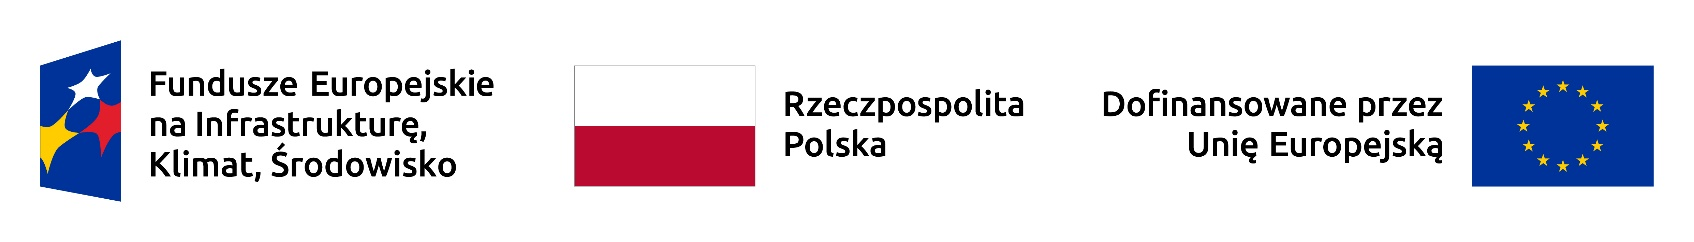 Fundusze Europejskie
na Infrastrukturę,
Klimat, Środowisko
Rzeczpospolita
Polska
Dofinansowane przez
Unię Europejską